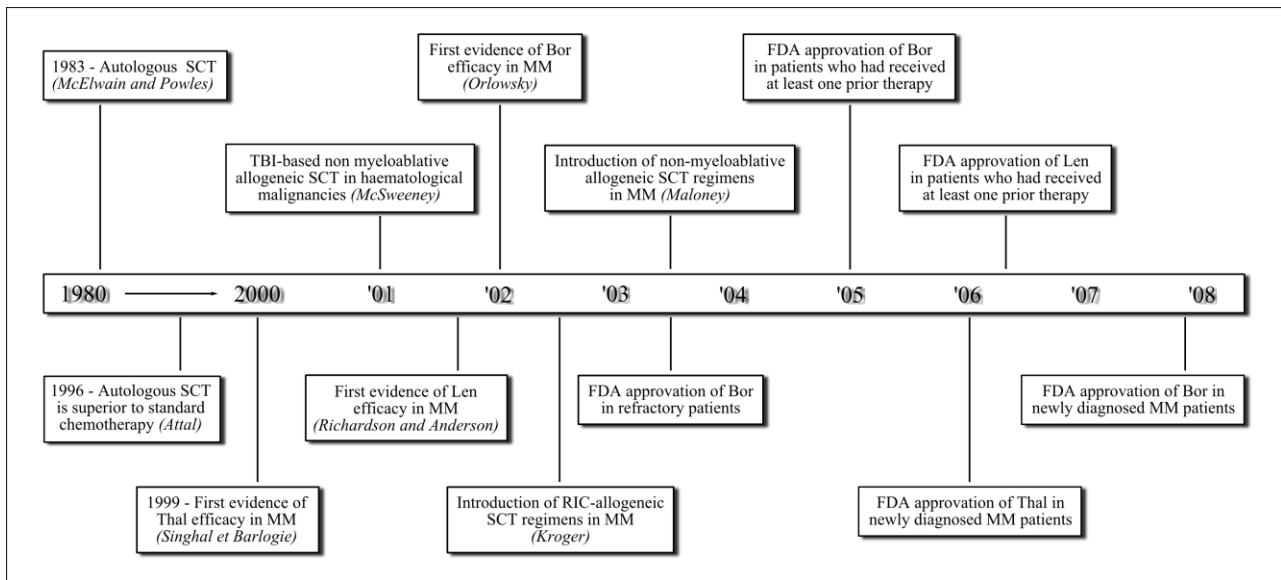 1983 - Autologous SCT
(McElwain and Powles)
First evidence of Bor
efficacy in MM
(Orlowsky)
FDA approvation of Bor
in patients who had received
at least one prior therapy
TBI-based non myeloablative
allogeneic SCT in haematological
malignancies (McSweeney)
Introduction of non-myeloablative
allogeneic SCT regimens
in MM (Maloney)
FDA approvation of Len
in patients who had received
at least one prior therapy
1980 2000 '01 '02 '03 '04 '05 '06 '07 '08
1996 - Autologous SCT
is superior to standard
chemotherapy (Attal)
First evidence of Len
efficacy in MM
(Richardson and Anderson)
FDA approvation of Bor
in refractory patients
FDA approvation of Bor in
newly diagnosed MM patients
1999 - First evidence of
Thal efficacy in MM
(Singhal et Barlogie)
Introduction of RIC-allogeneic
SCT regimens in MM
(Kroger)
FDA approvation of Thal in
newly diagnosed MM patients